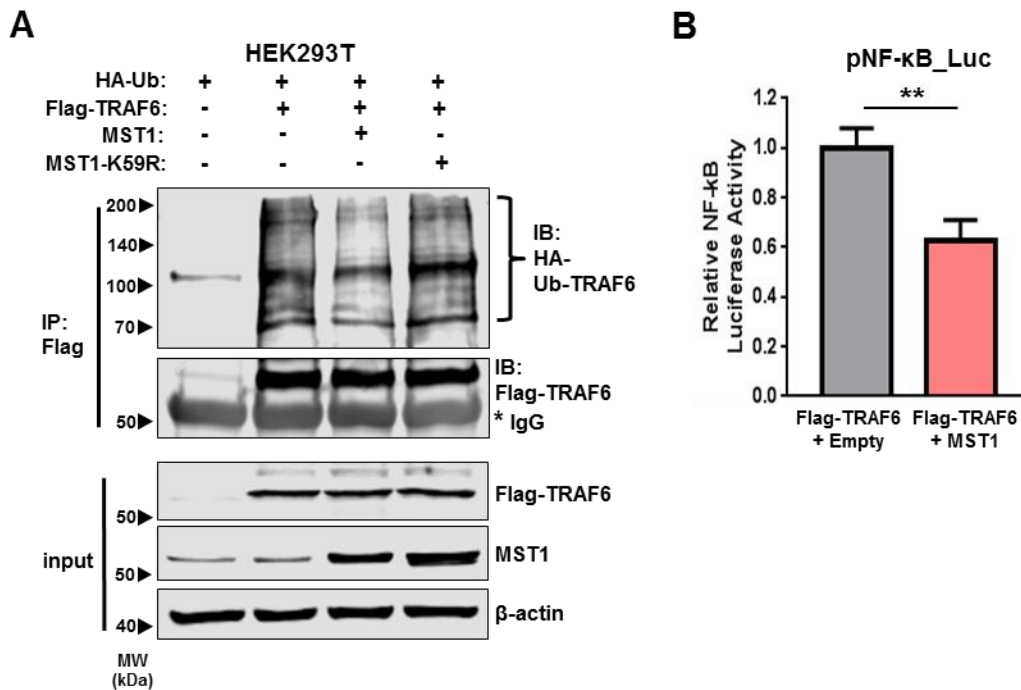 A
HEK293T
HA-Ub: + + + +
Flag-TRAF6: - + + +
MST1: - - + -
MST1-K59R: - - - +
IP:
Flag
200
140
100
70
IB:
HA-
Ub-TRAF6
50
IB:
Flag-TRAF6
* IgG
input
50
Flag-TRAF6
50
MST1
40
β-actin
MW
(kDa)
B
pNF-κB_Luc
**
Relative NF-kB
Luciferase Activity
1.2
1.0
0.8
0.6
0.4
0.2
0.0
Flag-TRAF6
+ Empty
Flag-TRAF6
+ MST1